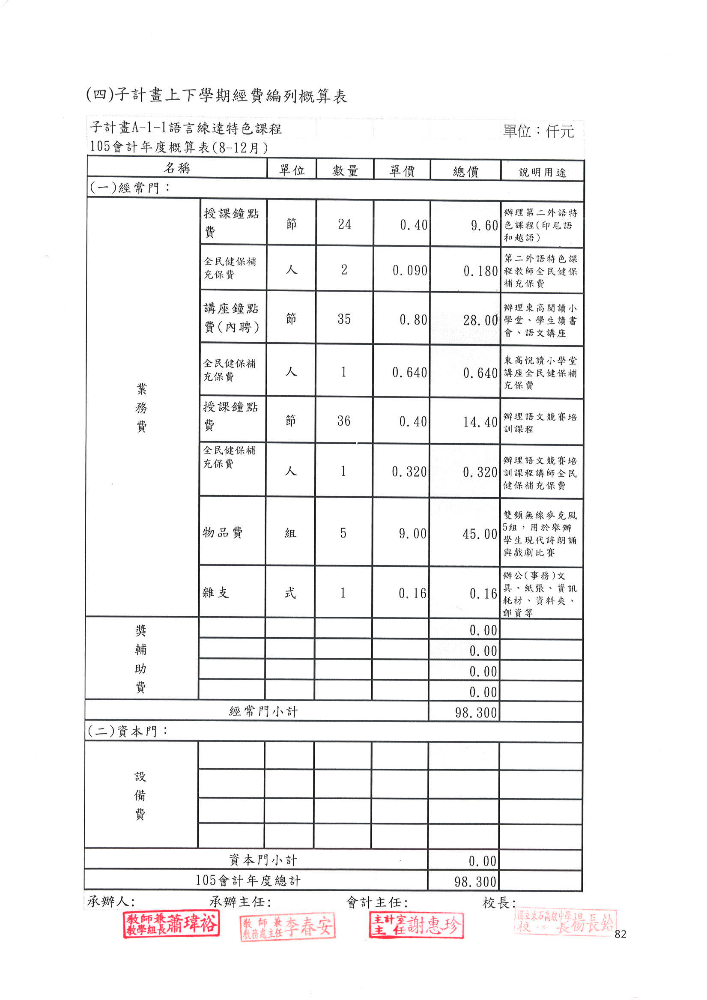 (四)子計畫上下學期經費編列概算表
子計畫A-1-1語言練達特色課程 單位：仟元
105會計年度概算表(8-12月)
名稱 單位 數量 單價 總價 說明用途
(一)經常門：
業務費
授課鐘點
費
節 24 0.40 9.60
辦理第二外語特
色課程(印尼語
和越語)
全民健保補
充保費
人 2 0.090 0.180
第二外語特色課
程教師全民健保
補充保費
講座鐘點
費(內聘)
節 35 0.80 28.00
辦理東高閱讀小
學堂、學生讀書
會、語文講座
全民健保補
充保費
人 1 0.640 0.640
東高悅讀小學堂
講座全民健保補
充保費
授課鐘點
費
節 36 0.40 14.40
辦理語文競賽培
訓課程
全民健保補
充保費
人 1 0.320 0.320
辦理語文競賽培
訓課程講師全民
健保補充保費
物品費 組 5 9.00 45.00
雙頻無線麥克風
5組，用於舉辦
學生現代詩朗誦
與戲劇比賽
雜支 式 1 0.16 0.16
辦公(事務)文
具、紙張、資訊
耗材、資料夾、
郵資等
獎輔助費
0.00
0.00
0.00
0.00
經常門小計 98.300
(二)資本門：
設備費
資本門小計 0.00
105會計年度總計 98.300
承辦人: 承辦主任: 會計主任: 校長:
教師兼
教學組長蕭瑋裕
教師兼
教務處主任李春安
主計室
主任謝惠珍
國立東石高級中學
校長楊長鈶
82